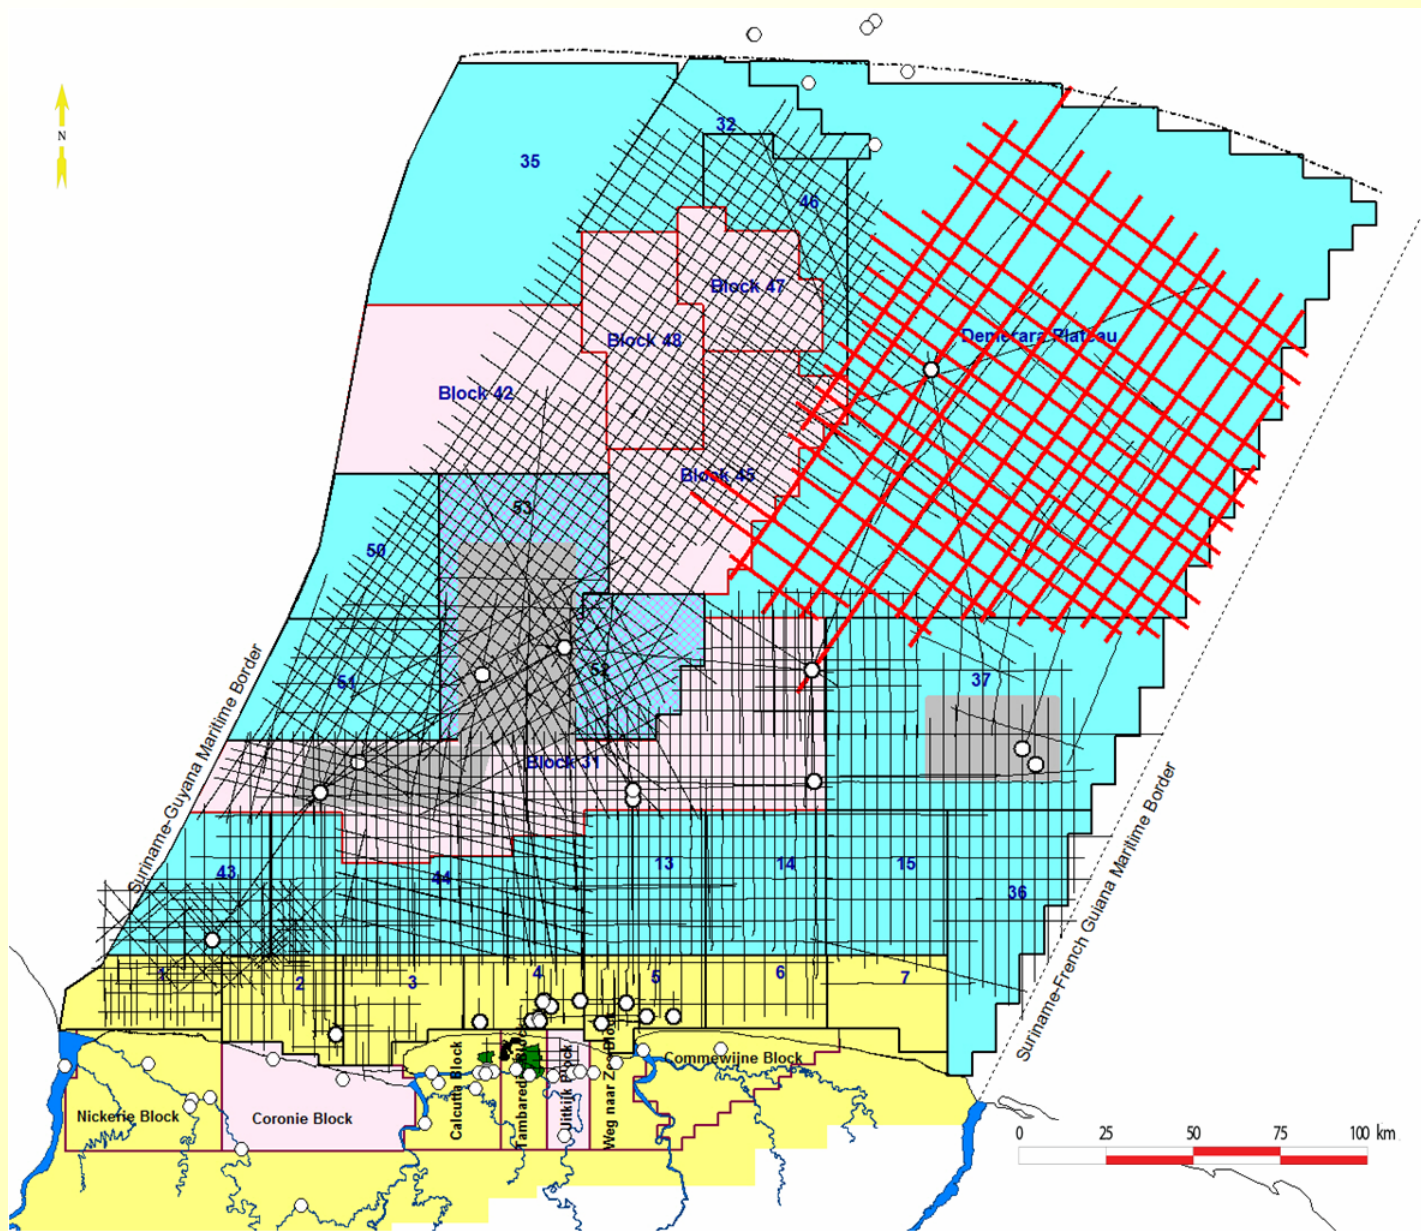 32
35
N
46
Block 47
Demerara Plateau
Block 48
Block 42
Block 45
53
50
52
51
37
Suriname-Guyana Maritime Border
Block 31
43
44
13
14
15
36
Suriname-French Guiana Maritime Border
1
2
3
4
5
6
7
Commewijne Block
Nickerie Block
Coronie Block
Calcutta Block
Tambaredjo Block
Uitkijk Block
Weg naar Zee Block
0 25 50 75 100 km